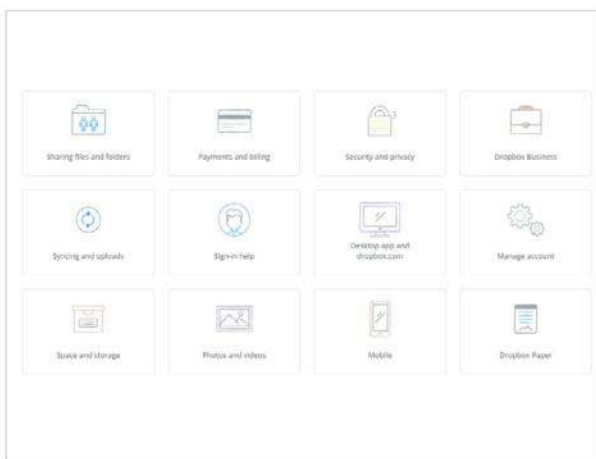 Sharing files and folders
Payments and billing
Security and privacy
Dropbox Business
Syncing and uploads
Sign-in help
Desktop app and
dropbox.com
Manage account
Space and storage
Photos and videos
Mobile
Dropbox Paper